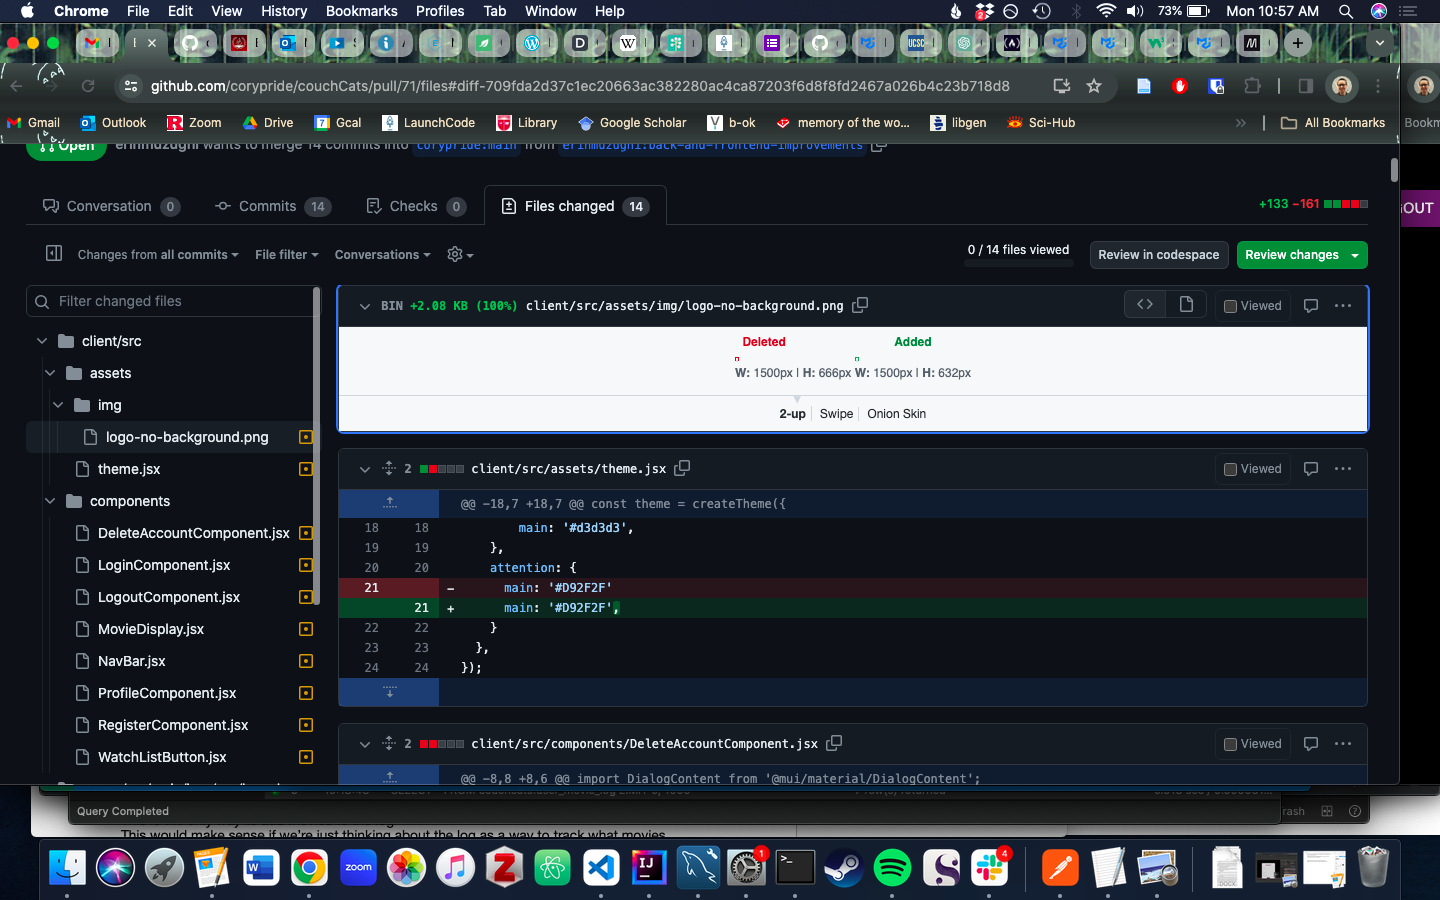 Chrome File Edit View History Bookmarks Profiles Tab Window Help 2 73% Mon 10:57 AM
github.com/corypride/couchCats/pull/71/files#diff-709fda2d37c1ec20663ac382280ac4ca87203f6d8f8fd2467a026b4c23b718d8
Gmail Outlook Zoom Drive Gcal LaunchCode Library Google Scholar b-ok memory of the wo... libgen Sci-Hub » All Bookmarks Bookm
Open erinmuzughi wants to merge 14 commits into corypride:main from erinmuzughi:back-and-frontend-improvements
Conversation 0 Commits 14 Checks 0 Files changed 14 +133 −161
GOUT
Changes from all commits File filter Conversations 0 / 14 files viewed Review in codespace Review changes
Filter changed files
client/src
assets
img
logo-no-background.png
theme.jsx
components
DeleteAccountComponent.jsx
LoginComponent.jsx
LogoutComponent.jsx
MovieDisplay.jsx
NavBar.jsx
ProfileComponent.jsx
RegisterComponent.jsx
WatchListButton.jsx
BIN +2.08 KB (100%) client/src/assets/img/logo-no-background.png Viewed
Deleted Added
W: 1500px | H: 666px W: 1500px | H: 632px
2-up Swipe Onion Skin
2 client/src/assets/theme.jsx Viewed
@@ -18,7 +18,7 @@ const theme = createTheme({
18 18 main: '#d3d3d3',
19 19 },
20 20 attention: {
21 - main: '#D92F2F'
21 + main: '#D92F2F',
22 22 }
23 23 },
24 24 });
2 client/src/components/DeleteAccountComponent.jsx Viewed
@@ -8,8 +8,6 @@ import DialogContent from '@mui/material/DialogContent';
Query Completed
rash
This would make sense if we're just thinking about the log as a way to track what movies
W zoom Z IJ 1 >_ S 4 DOCX